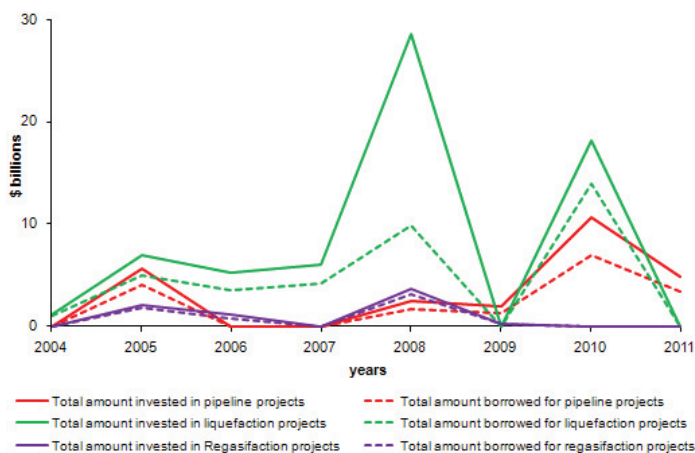 30
20
10
0
$ billions
2004 2005 2006 2007 2008 2009 2010 2011
years
Total amount invested in pipeline projects Total amount borrowed for pipeline projects
Total amount invested in liquefaction projects Total amount borrowed for liquefaction projects
Total amount invested in Regasifaction projects Total amount borrowed for regasifaction projects